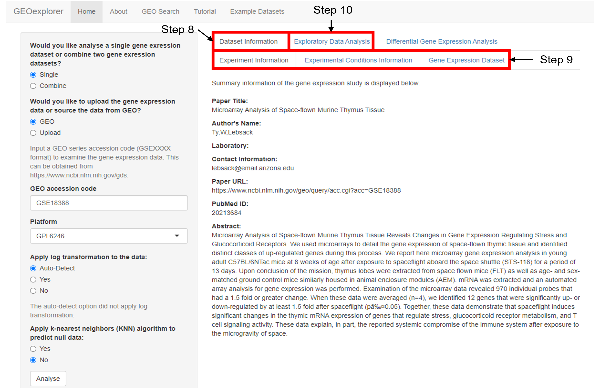 GEOexplorer Home About GEO Search Tutorial Example Datasets
Step 10
Step 8
Dataset Information Exploratory Data Analysis Differential Gene Expression Analysis
Experiment Information Experimental Conditions Information Gene Expression Dataset
Step 9
Would you like analyse a single gene exression
dataset or combine two gene exression
datasets?
Single
Combine
Would you like to upload the gene expression
data or source the data from GEO?
GEO
Upload
Input a GEO series accession code (GSEXXXX
format) to examine the gene expression data. This
can be obtained from
https://www.ncbi.nlm.nih.gov/gds.
GEO accession code
GSE18388
Platform
GPL6246
Apply log transformation to the data:
Auto-Detect
Yes
No
The auto-detect option did not apply log
transformation
Apply k-nearest neighbors (KNN) algorithm to
predict null data:
Yes
No
Analyse
Summary information of the gene expression study is displayed below
Paper Title:
Microarray Analysis of Space-flown Murine Thymus Tissue
Author's Name:
Ty,W,Lebsack
Laboratory:
Contact Information:
lebsack@email.arizona.edu
Paper URL:
https://www.ncbi.nlm.nih.gov/geo/query/acc.cgi?acc=GSE18388
PubMed ID:
20213684
Abstract:
Microarray Analysis of Space-flown Murine Thymus Tissue Reveals Changes in Gene Expression Regulating Stress and
Glucocorticoid Receptors. We used microarrays to detail the gene expression of space-flown thymic tissue and identified
distinct classes of up-regulated genes during this process. We report here microarray gene expression analysis in young
adult C57BL/6NTac mice at 8 weeks of age after exposure to spaceflight aboard the space shuttle (STS-118) for a period of
13 days. Upon conclusion of the mission, thymus lobes were extracted from space flown mice (FLT) as well as age- and sex-
matched ground control mice similarly housed in animal enclosure modules (AEM). mRNA was extracted and an automated
array analysis for gene expression was performed. Examination of the microarray data revealed 970 individual probes that
had a 1.5 fold or greater change. When these data were averaged (n=4), we identified 12 genes that were significantly up- or
down-regulated by at least 1.5 fold after spaceflight (pâ‰¤0.05). Together, these data demonstrate that spaceflight induces
significant changes in the thymic mRNA expression of genes that regulate stress, glucocorticoid receptor metabolism, and T
cell signaling activity. These data explain, in part, the reported systemic compromise of the immune system after exposure to
the microgravity of space.